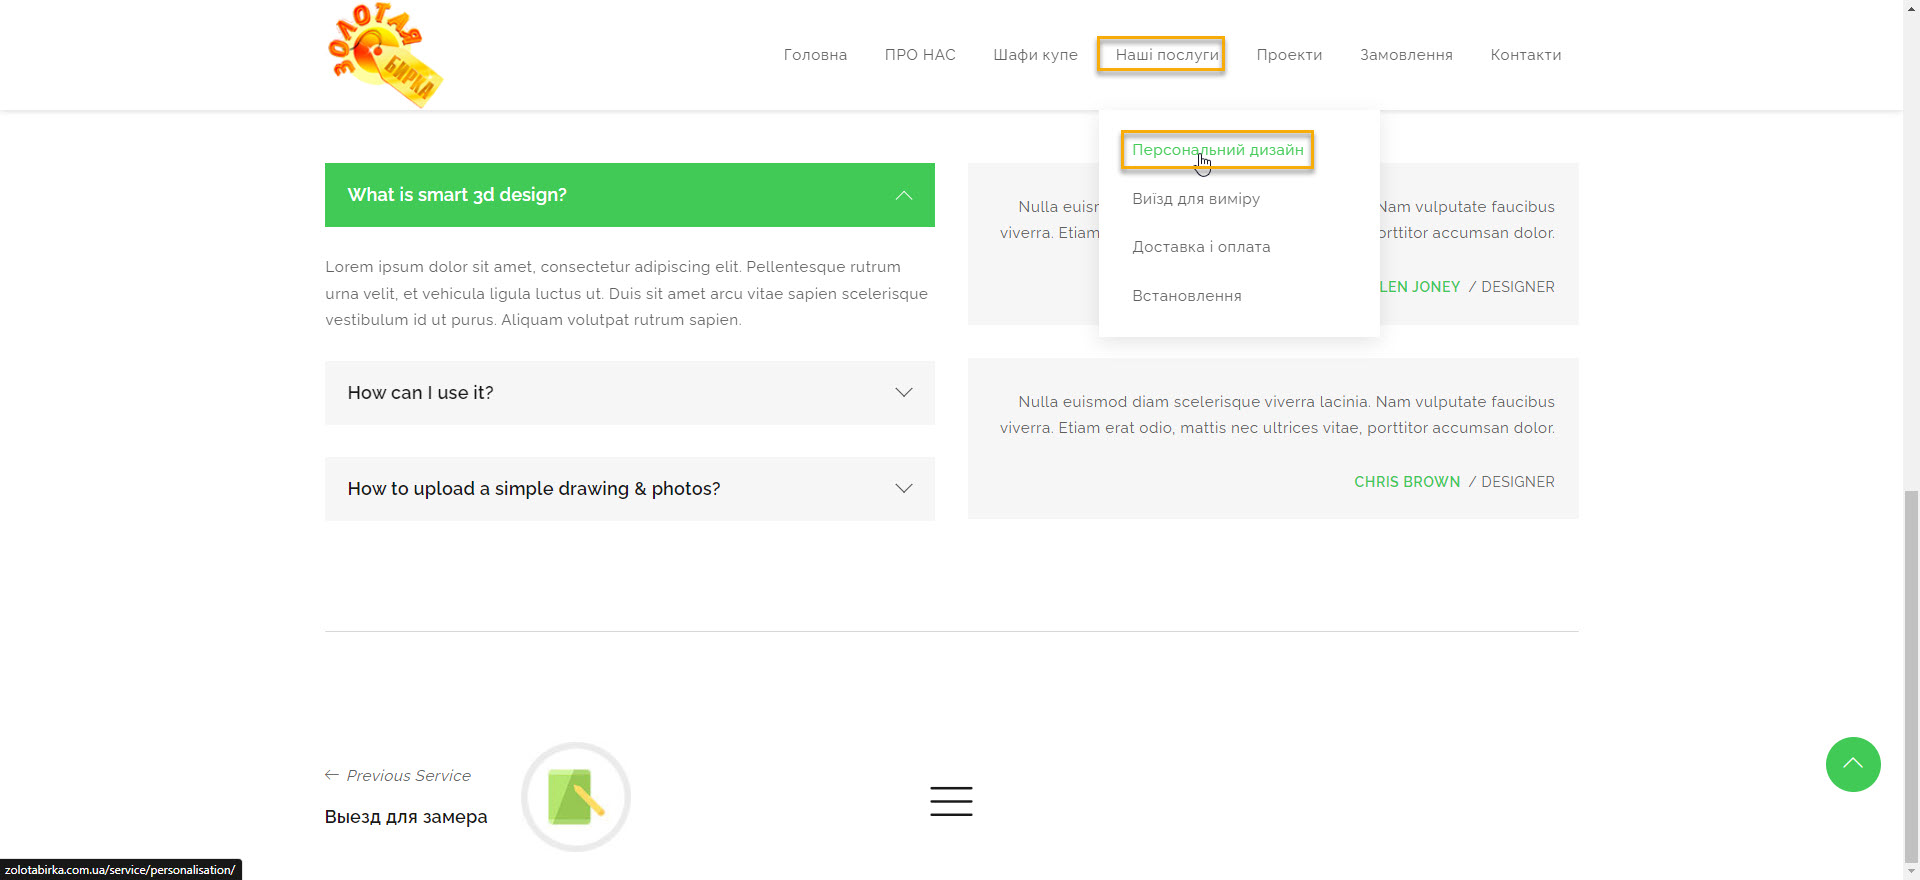 ЗОЛОТАЯ
БИРКА
Головна
ПРО НАС
Шафи купе
Наші послуги
Проекти
Замовлення
Контакти
Персональний дизайн
Виїзд для виміру
Доставка і оплата
Встановлення
What is smart 3d design?
Lorem ipsum dolor sit amet, consectetur adipiscing elit. Pellentesque rutrum
urna velit, et vehicula ligula luctus ut. Duis sit amet arcu vitae sapien scelerisque
vestibulum id ut purus. Aliquam volutpat rutrum sapien.
How can I use it?
How to upload a simple drawing & photos?
Nulla Nam vulputate faucibus
viverra. Etiam porttitor accumsan dolor.
JONEY / DESIGNER
Nulla euismod diam scelerisque viverra lacinia. Nam vulputate faucibus
viverra. Etiam erat odio, mattis nec ultrices vitae, porttitor accumsan dolor.
CHRIS BROWN / DESIGNER
← Previous Service
Выезд для замера
zolotabirka.com.ua/service/personalisation/